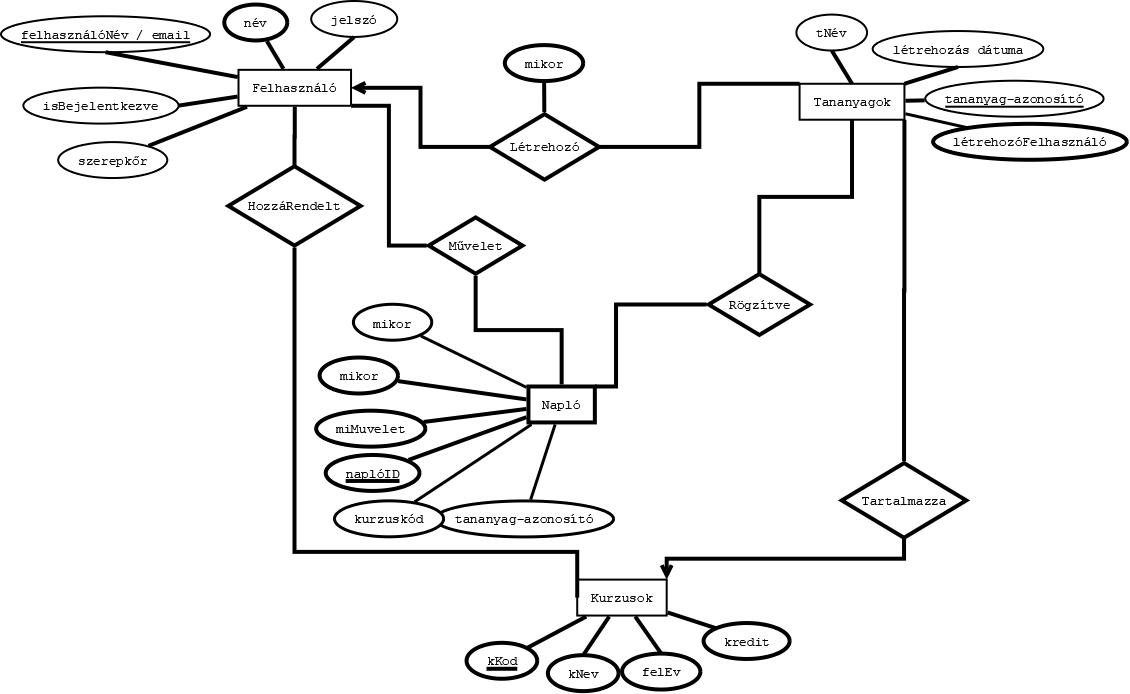 felhasználóNév / email
név
jelszó
isBejelentkezve
szerepkőr
Felhasználó
mikor
Létrehozó
tNév
létrehozás dátuma
Tananyagok
tananyag-azonosító
létrehozóFelhasználó
HozzáRendelt
Művelet
Rögzítve
mikor
mikor
miMuvelet
naplóID
kurzuskód
tananyag-azonosító
Napló
Tartalmazza
Kurzusok
kKod
kNev
felEv
kredit